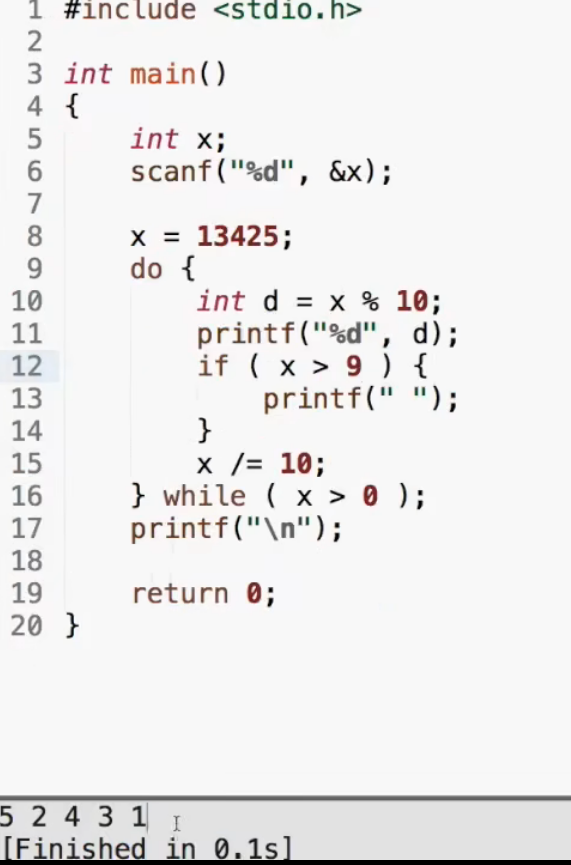 1 #include <stdio.h>
2
3 int main()
4 {
5     int x;
6     scanf("%d", &x);
7
8     x = 13425;
9     do {
10         int d = x % 10;
11         printf("%d", d);
12         if ( x > 9 ) {
13             printf(" ");
14         }
15         x /= 10;
16     } while ( x > 0 );
17     printf("\n");
18
19     return 0;
20 }
5 2 4 3 1
[Finished in 0.1s]